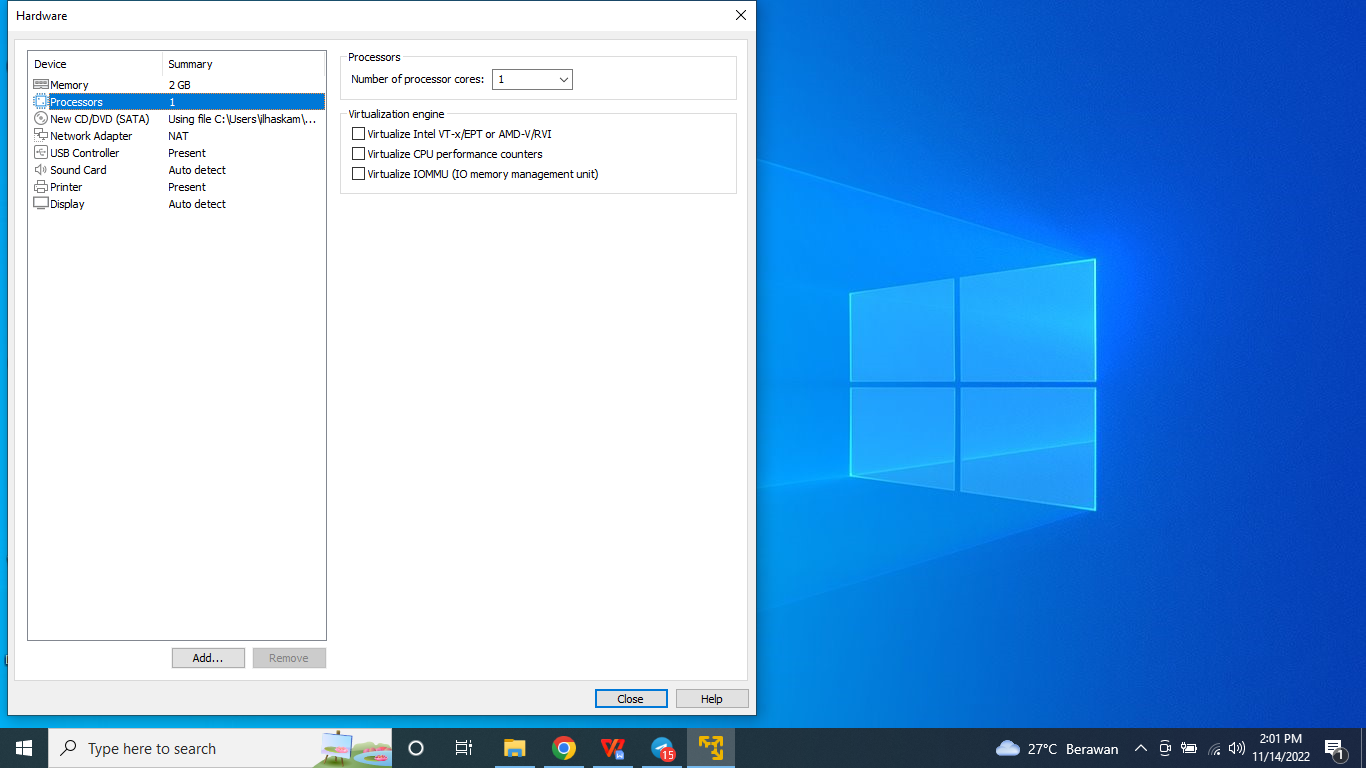 Hardware
Device Summary
Memory 2 GB
Processors 1
New CD/DVD (SATA) Using file C:\Users\ilhaskam\...
Network Adapter NAT
USB Controller Present
Sound Card Auto detect
Printer Present
Display Auto detect
Add...
Remove
Processors
Number of processor cores: 1
Virtualization engine
Virtualize Intel VT-x/EPT or AMD-V/RVI
Virtualize CPU performance counters
Virtualize IOMMU (IO memory management unit)
Close
Help
Type here to search
15
27°C Berawan
2:01 PM
11/14/2022
1